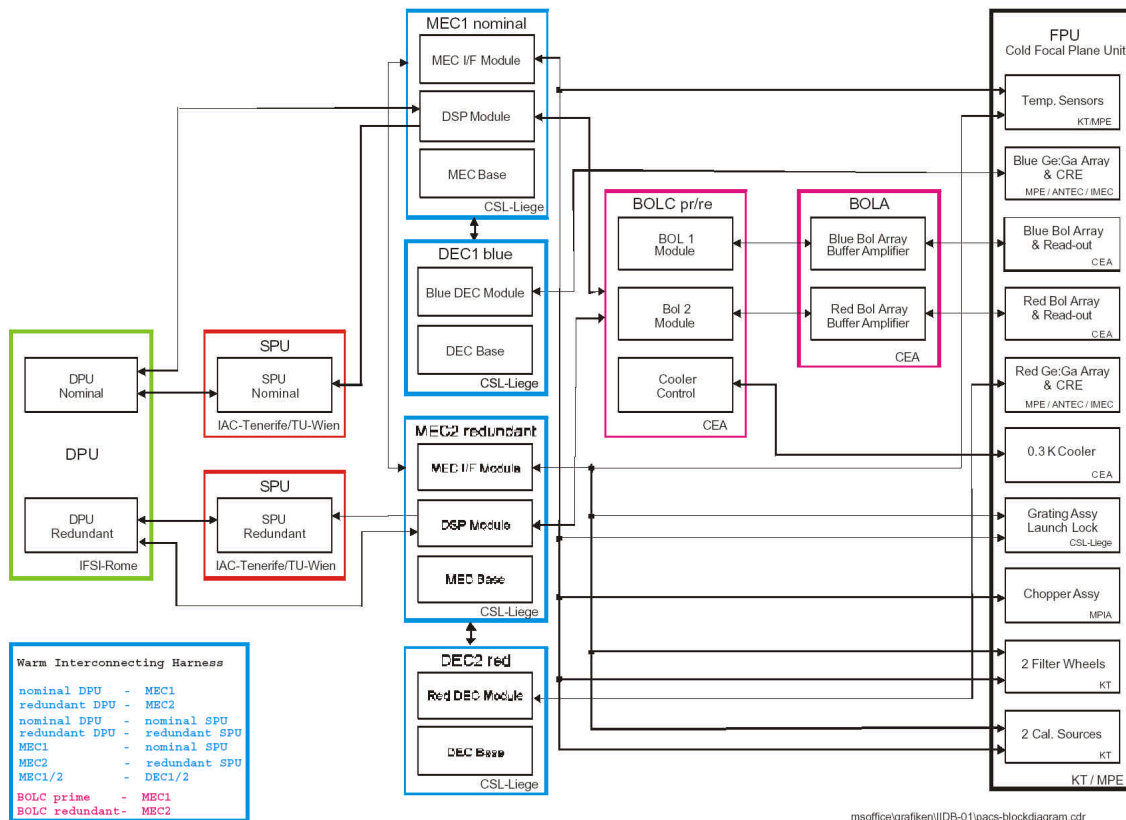 MEC1 nominal
MEC I/F Module
DSP Module
MEC Base
CSL-Liege
DEC1 blue
Blue DEC Module
DEC Base
CSL-Liege
MEC2 redundant
MEC I/F Module
DSP Module
MEC Base
CSL-Liege
DEC2 red
Red DEC Module
DEC Base
CSL-Liege
DPU
Nominal
DPU
DPU
Redundant
IFSI-Rome
SPU
SPU
Nominal
IAC-Tenerife/TU-Wien
SPU
SPU
Redundant
IAC-Tenerife/TU-Wien
BOLC pr/re
BOL 1
Module
Bol 2
Module
Cooler
Control
CEA
BOLA
Blue Bol Array
Buffer Amplifier
Red Bol Array
Buffer Amplifier
CEA
FPU
Cold Focal Plane Unit
Temp. Sensors
KT/MPE
Blue Ge:Ga Array
& CRE
MPE / ANTEC / IMEC
Blue Bol Array
& Read-out
CEA
Red Bol Array
& Read-out
CEA
Red Ge:Ga Array
& CRE
MPE / ANTEC / IMEC
0.3 K Cooler
CEA
Grating Assy
Launch Lock
CSL-Liege
Chopper Assy
MPIA
2 Filter Wheels
KT
2 Cal. Sources
KT
KT / MPE
Warm Interconnecting Harness
nominal DPU - MEC1
redundant DPU - MEC2
nominal DPU - nominal SPU
redundant DPU - redundant SPU
MEC1 - nominal SPU
MEC2 - redundant SPU
MEC1/2 - DEC1/2
BOLC prime - MEC1
BOLC redundant- MEC2
msoffice\grafiken\IIDB-01\pacs-blockdiagram.cdr